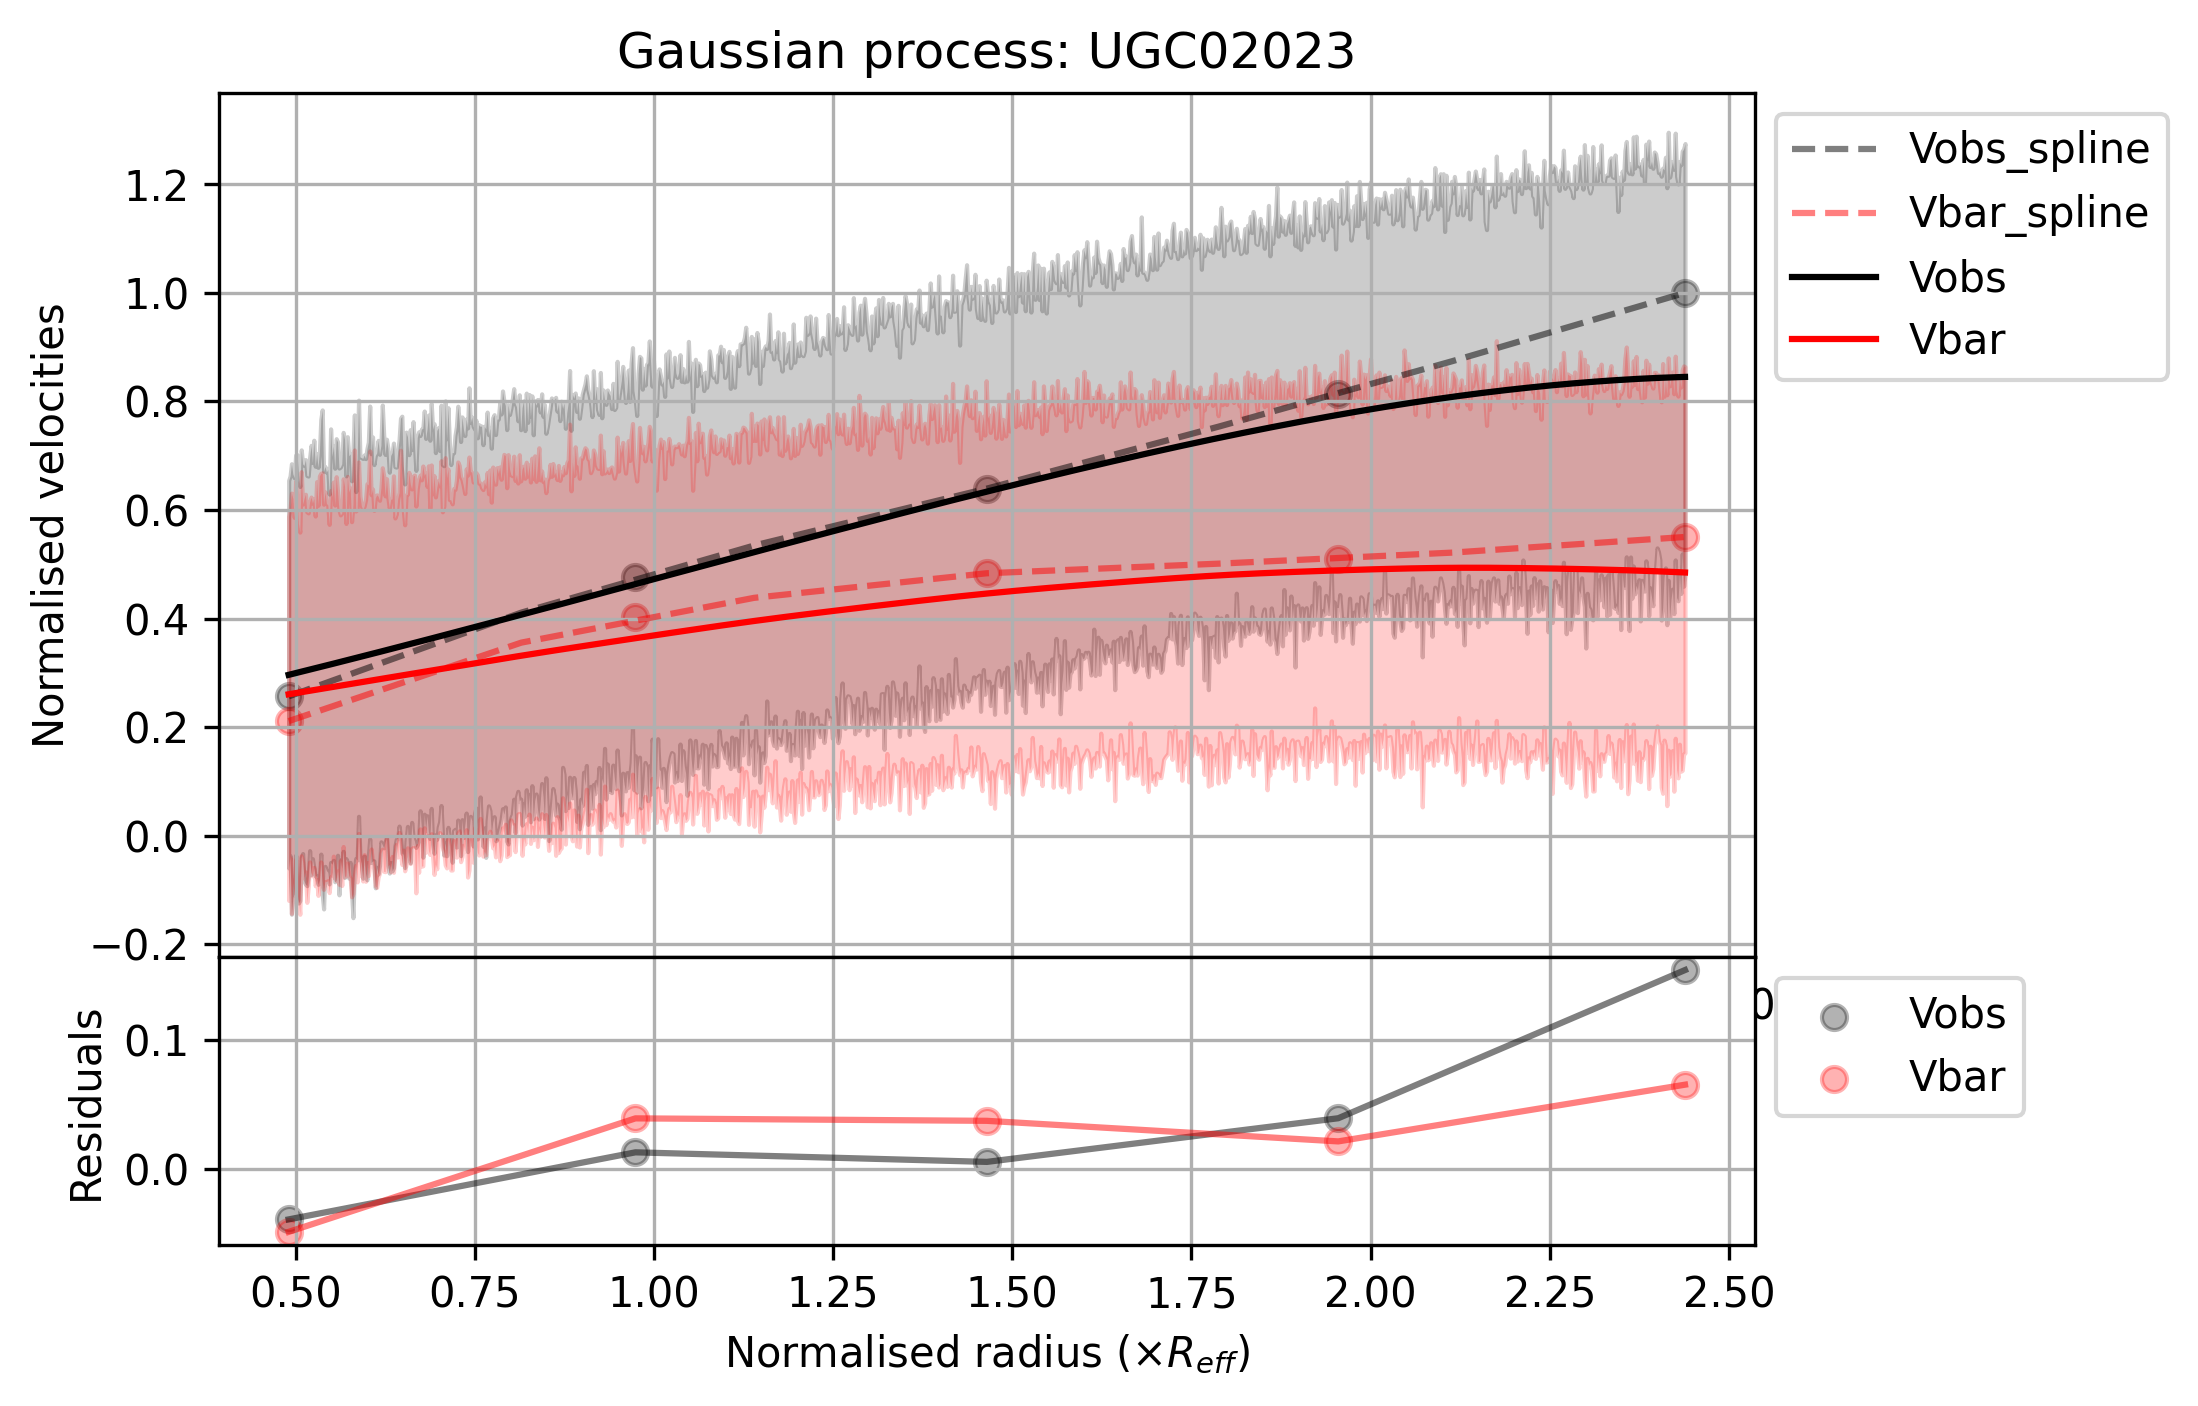 Gaussian process: UGC02023
Normalised velocities
1.2
1.0
0.8
0.6
0.4
0.2
0.0
−0.2
Vobs_spline
Vbar_spline
Vobs
Vbar
Residuals
0.1
0.0
0
Vobs
Vbar
0.50 0.75 1.00 1.25 1.50 1.75 2.00 2.25 2.50
Normalised radius (×R_eff)